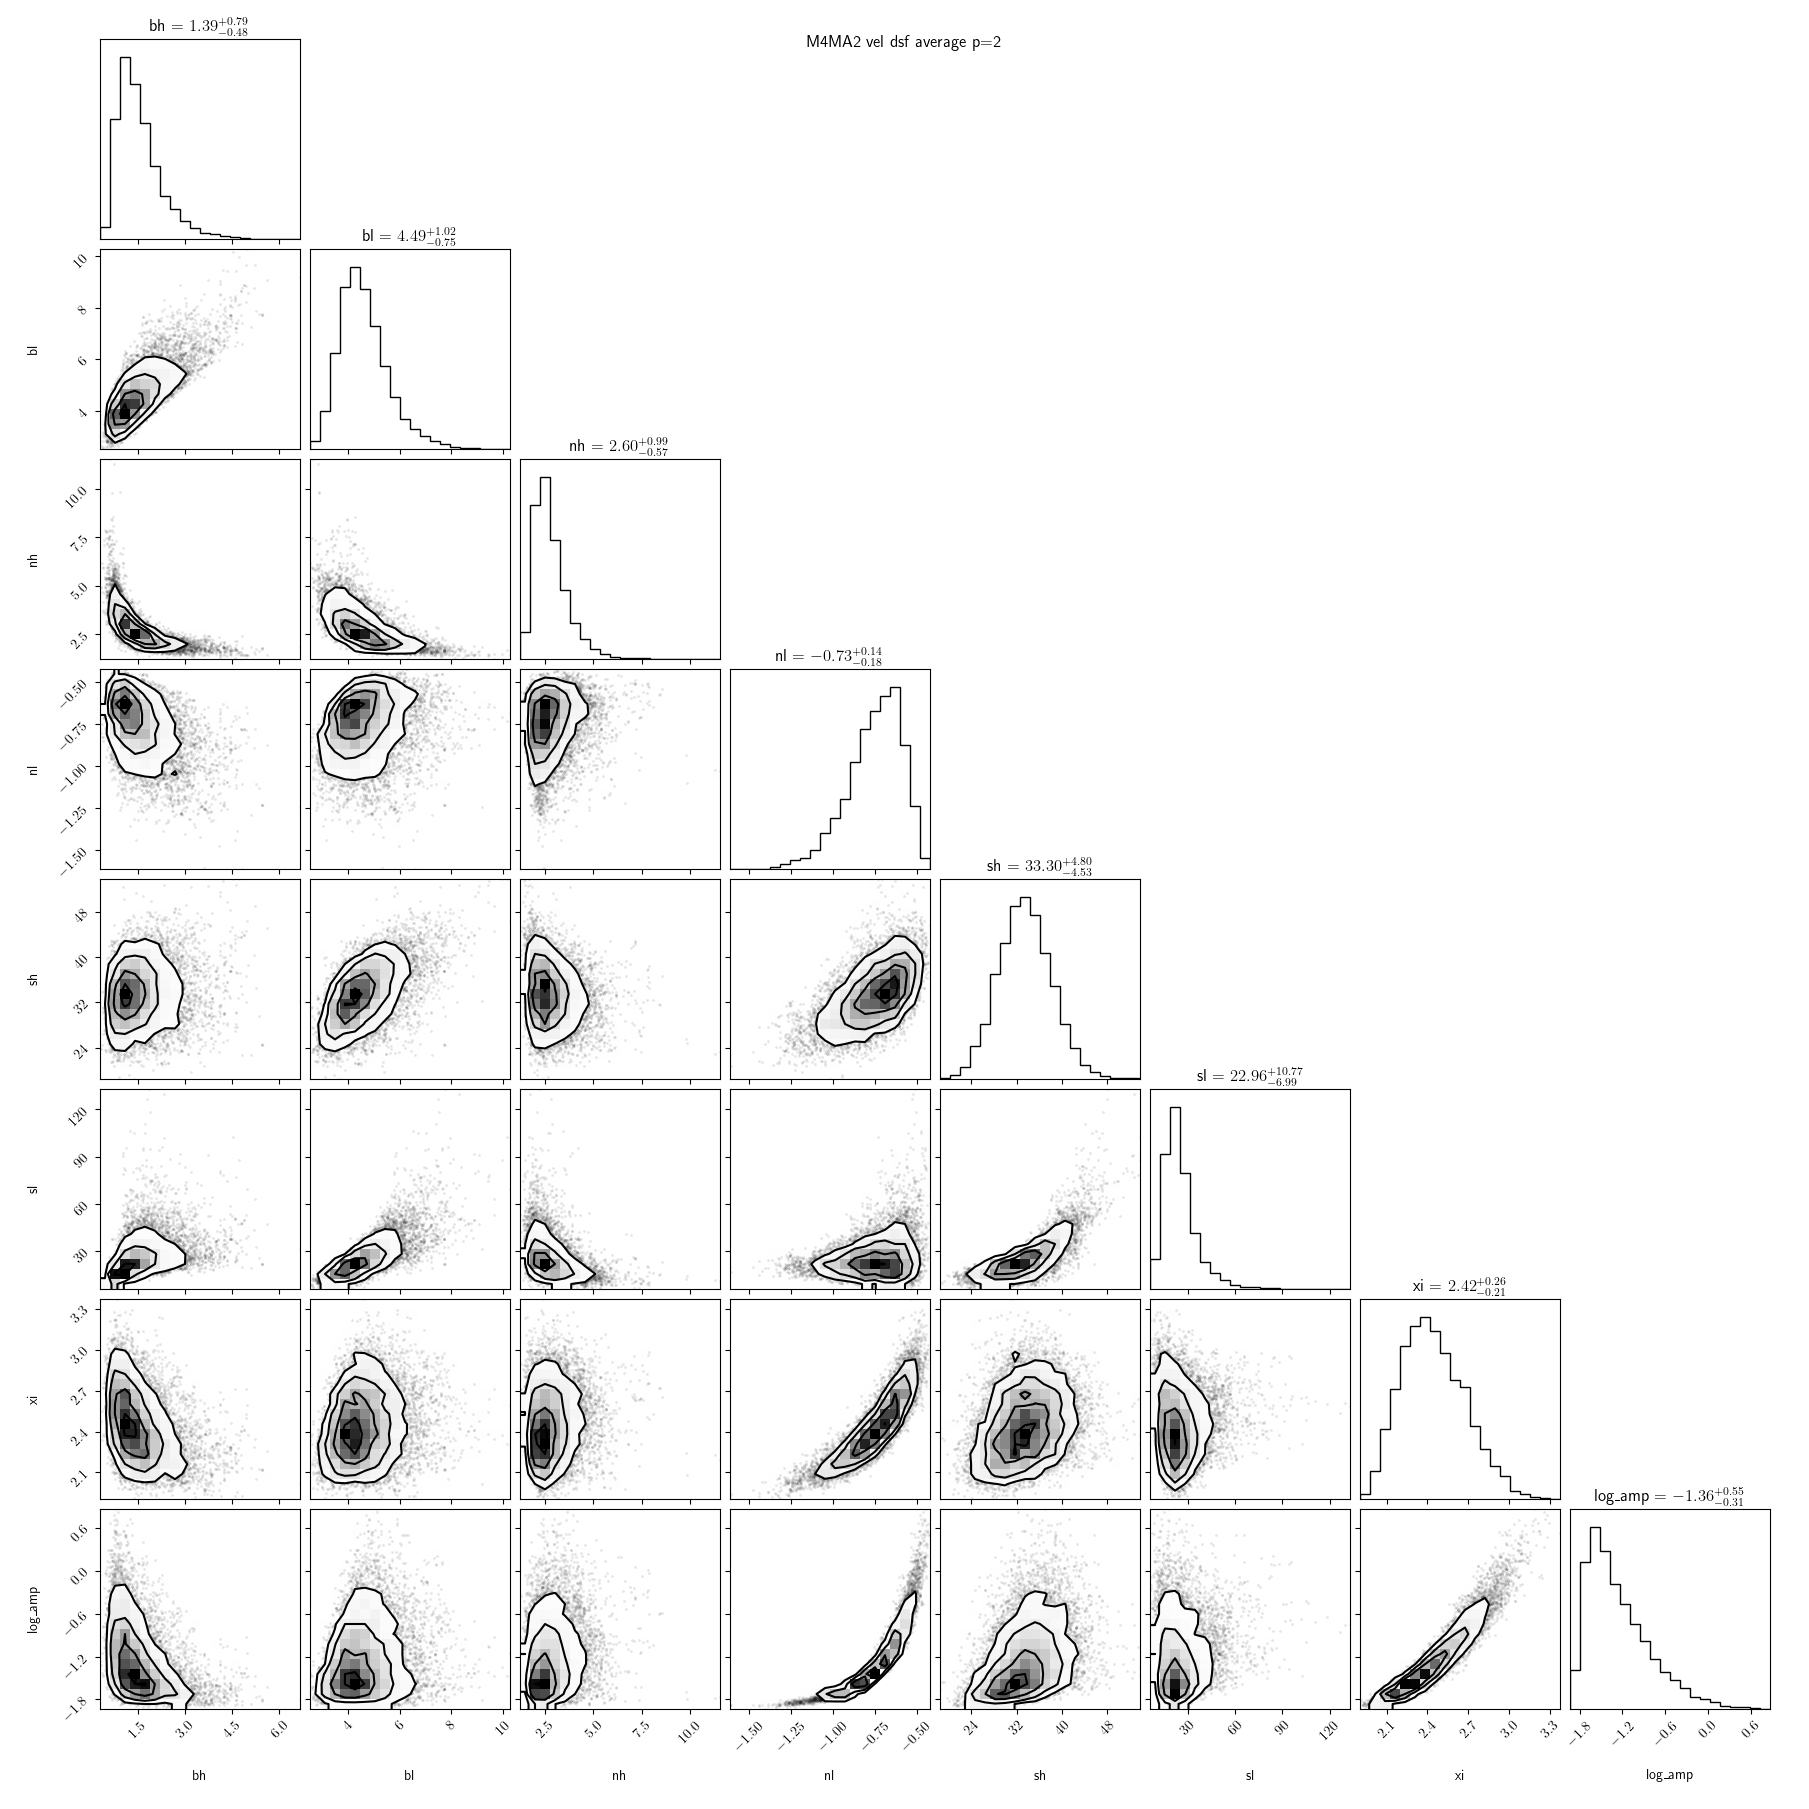 bh = 1.39+0.79−0.48
M4MA2 vel dsf average p=2
bl = 4.49+1.02−0.75
10
8
6
4
bl
nh = 2.60+0.99−0.57
10.0
7.5
5.0
2.5
nh
nl = −0.73+0.14−0.18
−0.50
−0.75
−1.00
−1.25
−1.50
nl
sh = 33.30+4.80−4.53
48
40
32
24
sh
sl = 22.96+10.77−6.99
120
90
60
30
sl
xi = 2.42+0.26−0.21
3.3
3.0
2.7
2.4
2.1
xi
log_amp = −1.36+0.55−0.31
0.6
0.0
−0.6
−1.2
−1.8
log_amp
1.5 3.0 4.5 6.0 4 6 8 10 2.5 5.0 7.5 10.0 −1.50 −1.25 −1.00 −0.75 −0.50 24 32 40 48 30 60 90 120 2.1 2.4 2.7 3.0 3.3 −1.8 −1.2 −0.6 0.0 0.6
bh bl nh nl sh sl xi log_amp